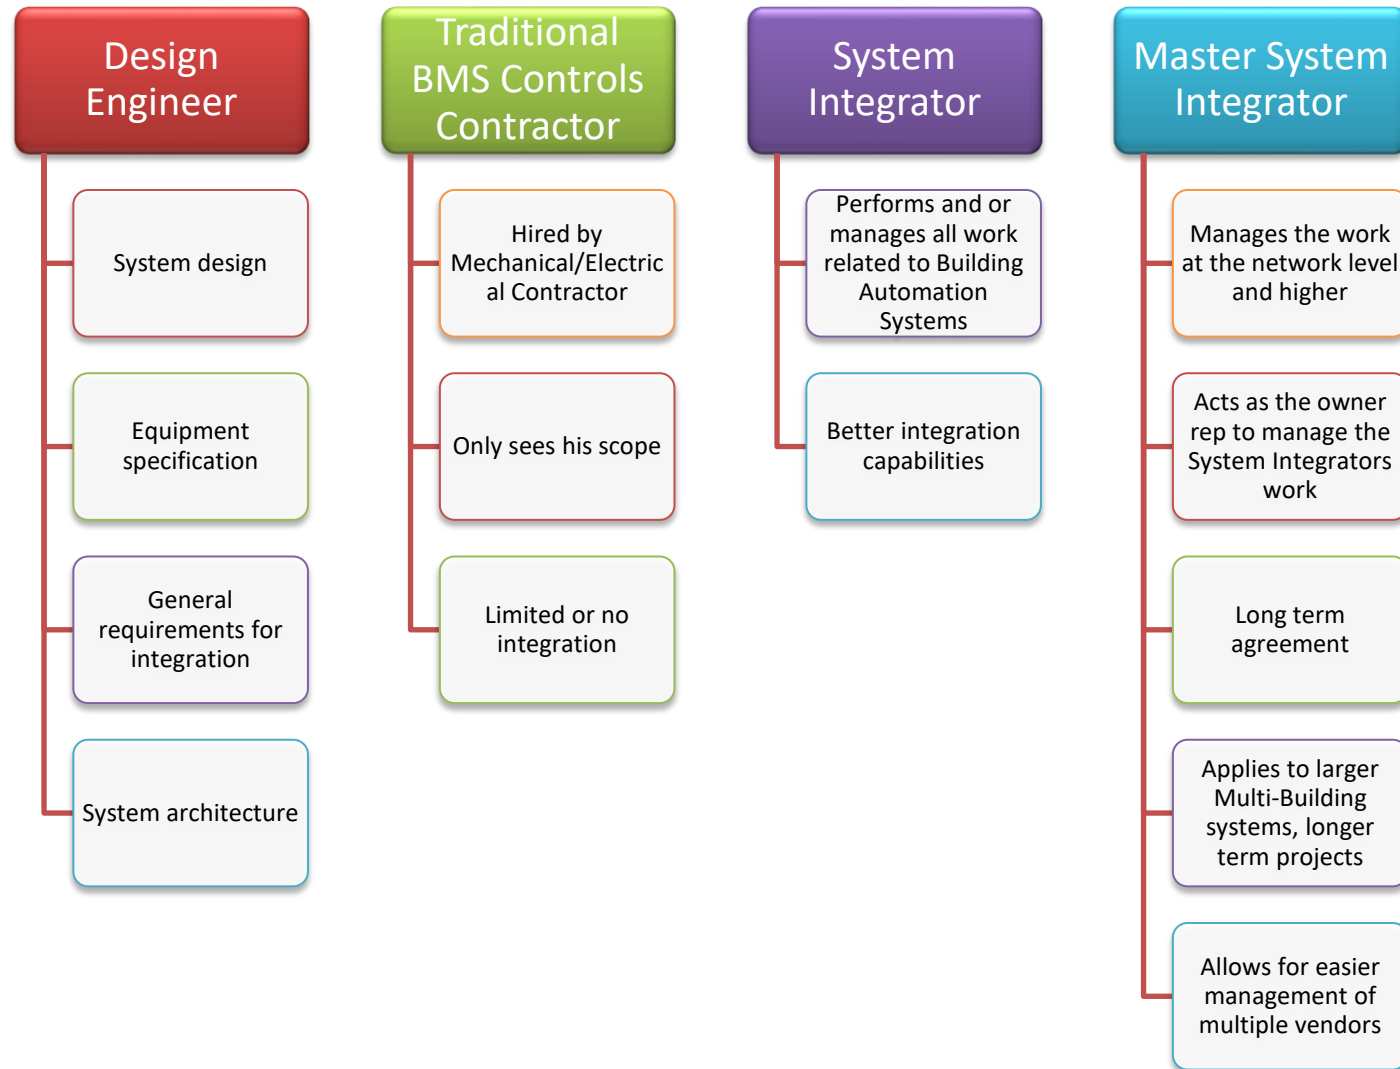 Design
Engineer
System design
Equipment
specification
General
requirements for
integration
System architecture
Traditional
BMS Controls
Contractor
Hired by
Mechanical/Electric
al Contractor
Only sees his scope
Limited or no
integration
System
Integrator
Performs and or
manages all work
related to Building
Automation
Systems
Better integration
capabilities
Master System
Integrator
Manages the work
at the network level
and higher
Acts as the owner
rep to manage the
System Integrators
work
Long term
agreement
Applies to larger
Multi-Building
systems, longer
term projects
Allows for easier
management of
multiple vendors